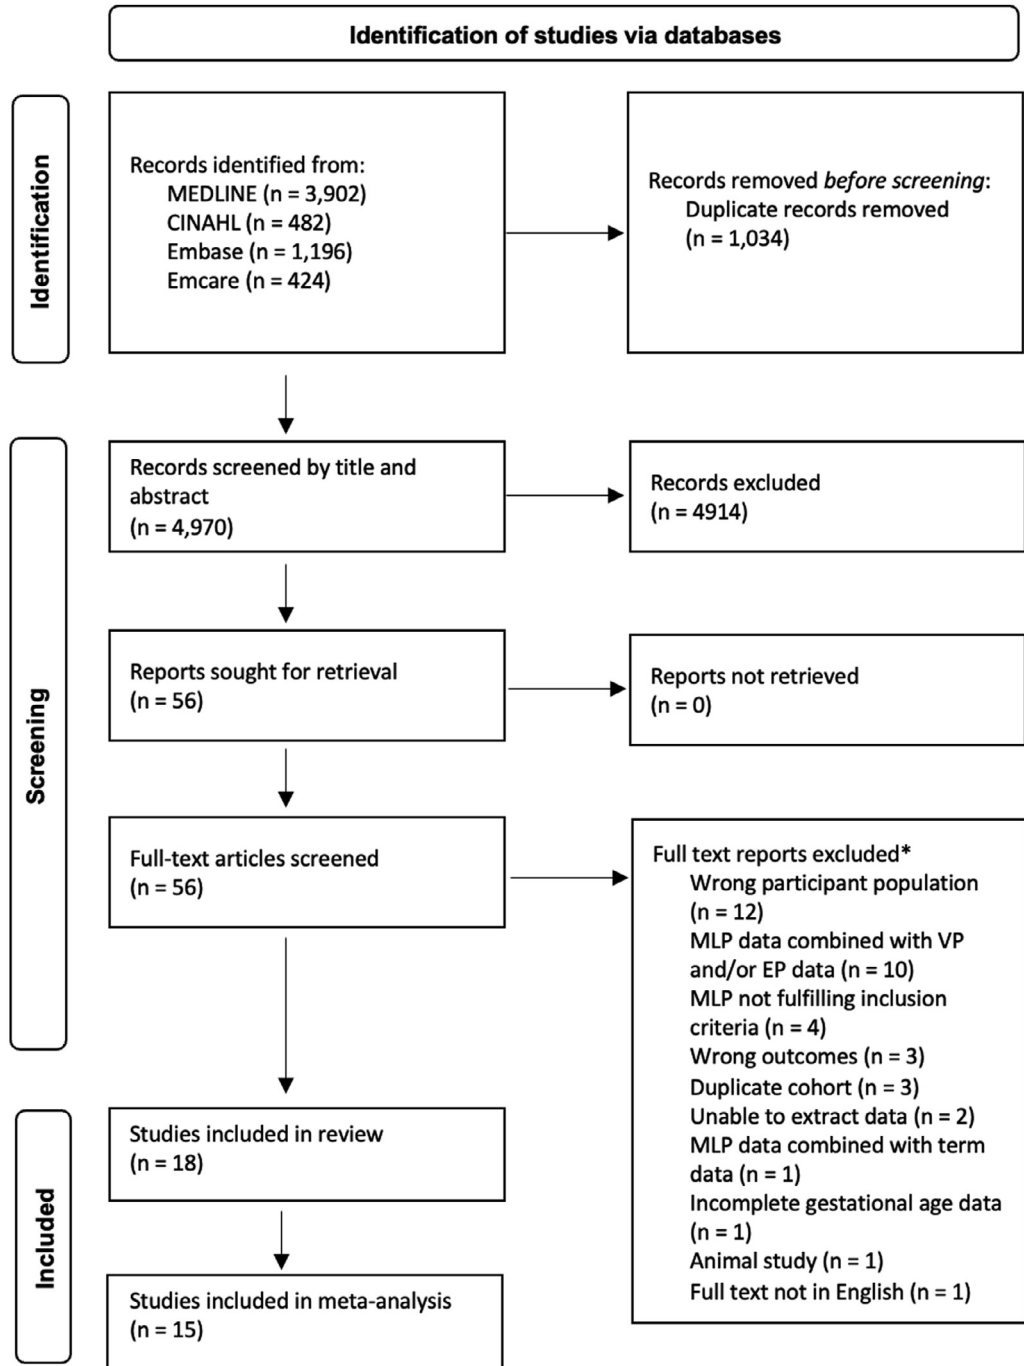 Identification of studies via databases
Identification
Records identified from:
MEDLINE (n = 3,902)
CINAHL (n = 482)
Embase (n = 1,196)
Emcare (n = 424)
Records removed before screening:
Duplicate records removed
(n = 1,034)
Screening
Records screened by title and
abstract
(n = 4,970)
Records excluded
(n = 4914)
Reports sought for retrieval
(n = 56)
Reports not retrieved
(n = 0)
Full-text articles screened
(n = 56)
Full text reports excluded*
Wrong participant population
(n = 12)
MLP data combined with VP
and/or EP data (n = 10)
MLP not fulfilling inclusion
criteria (n = 4)
Wrong outcomes (n = 3)
Duplicate cohort (n = 3)
Unable to extract data (n = 2)
MLP data combined with term
data (n = 1)
Incomplete gestational age data
(n = 1)
Animal study (n = 1)
Full text not in English (n = 1)
Included
Studies included in review
(n = 18)
Studies included in meta-analysis
(n = 15)